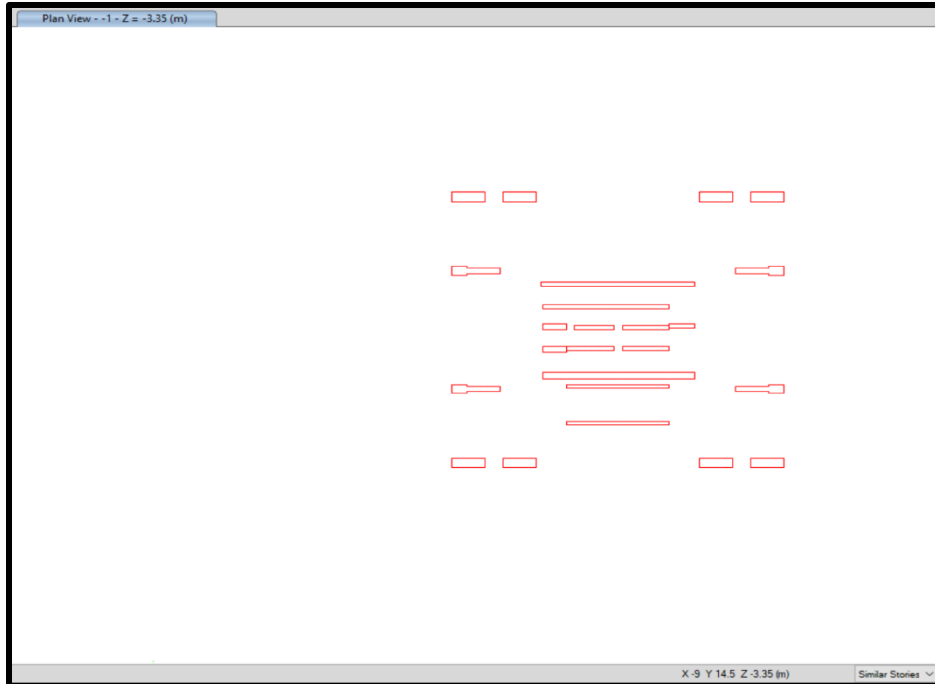 Plan View - -1 - Z = -3.35 (m)
X -9 Y 14.5 Z -3.35 (m)
Similar Stories